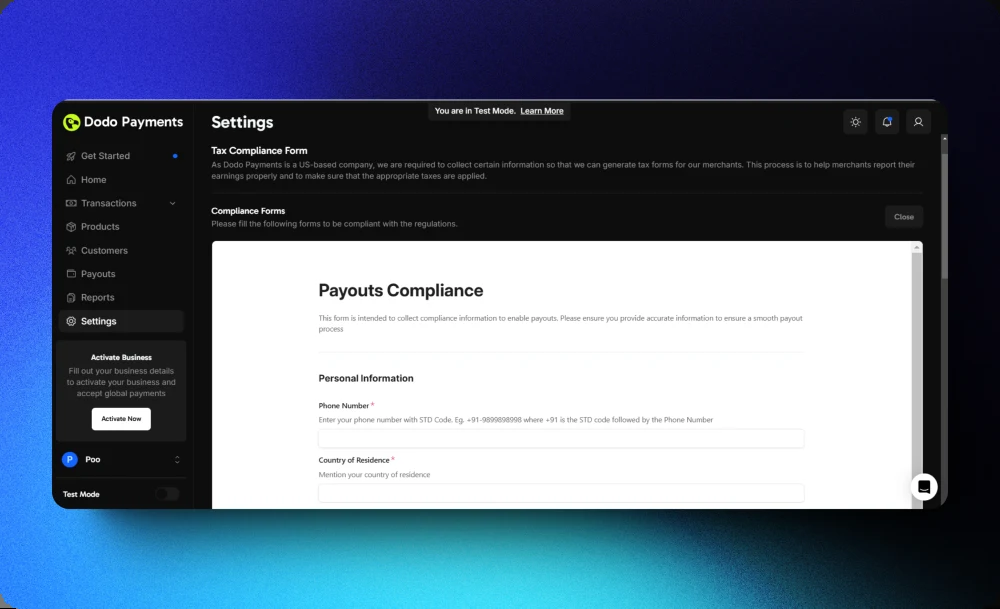 You are in Test Mode. Learn More
Dodo Payments
Settings
Get Started
Home
Transactions
Products
Customers
Payouts
Reports
Settings
Activate Business
Fill out your business details
to activate your business and
accept global payments
Activate Now
P
Poo
Test Mode
Tax Compliance Form
As Dodo Payments is a US-based company, we are required to collect certain information so that we can generate tax forms for our merchants. This process is to help merchants report their
earnings properly and to make sure that the appropriate taxes are applied.
Compliance Forms
Please fill the following forms to be compliant with the regulations.
Close
Payouts Compliance
This form is intended to collect compliance information to enable payouts. Please ensure you provide accurate information to ensure a smooth payout
process
Personal Information
Phone Number*
Enter your phone number with STD Code. Eg. +91-9899898998 where +91 is the STD code followed by the Phone Number
Country of Residence*
Mention your country of residence